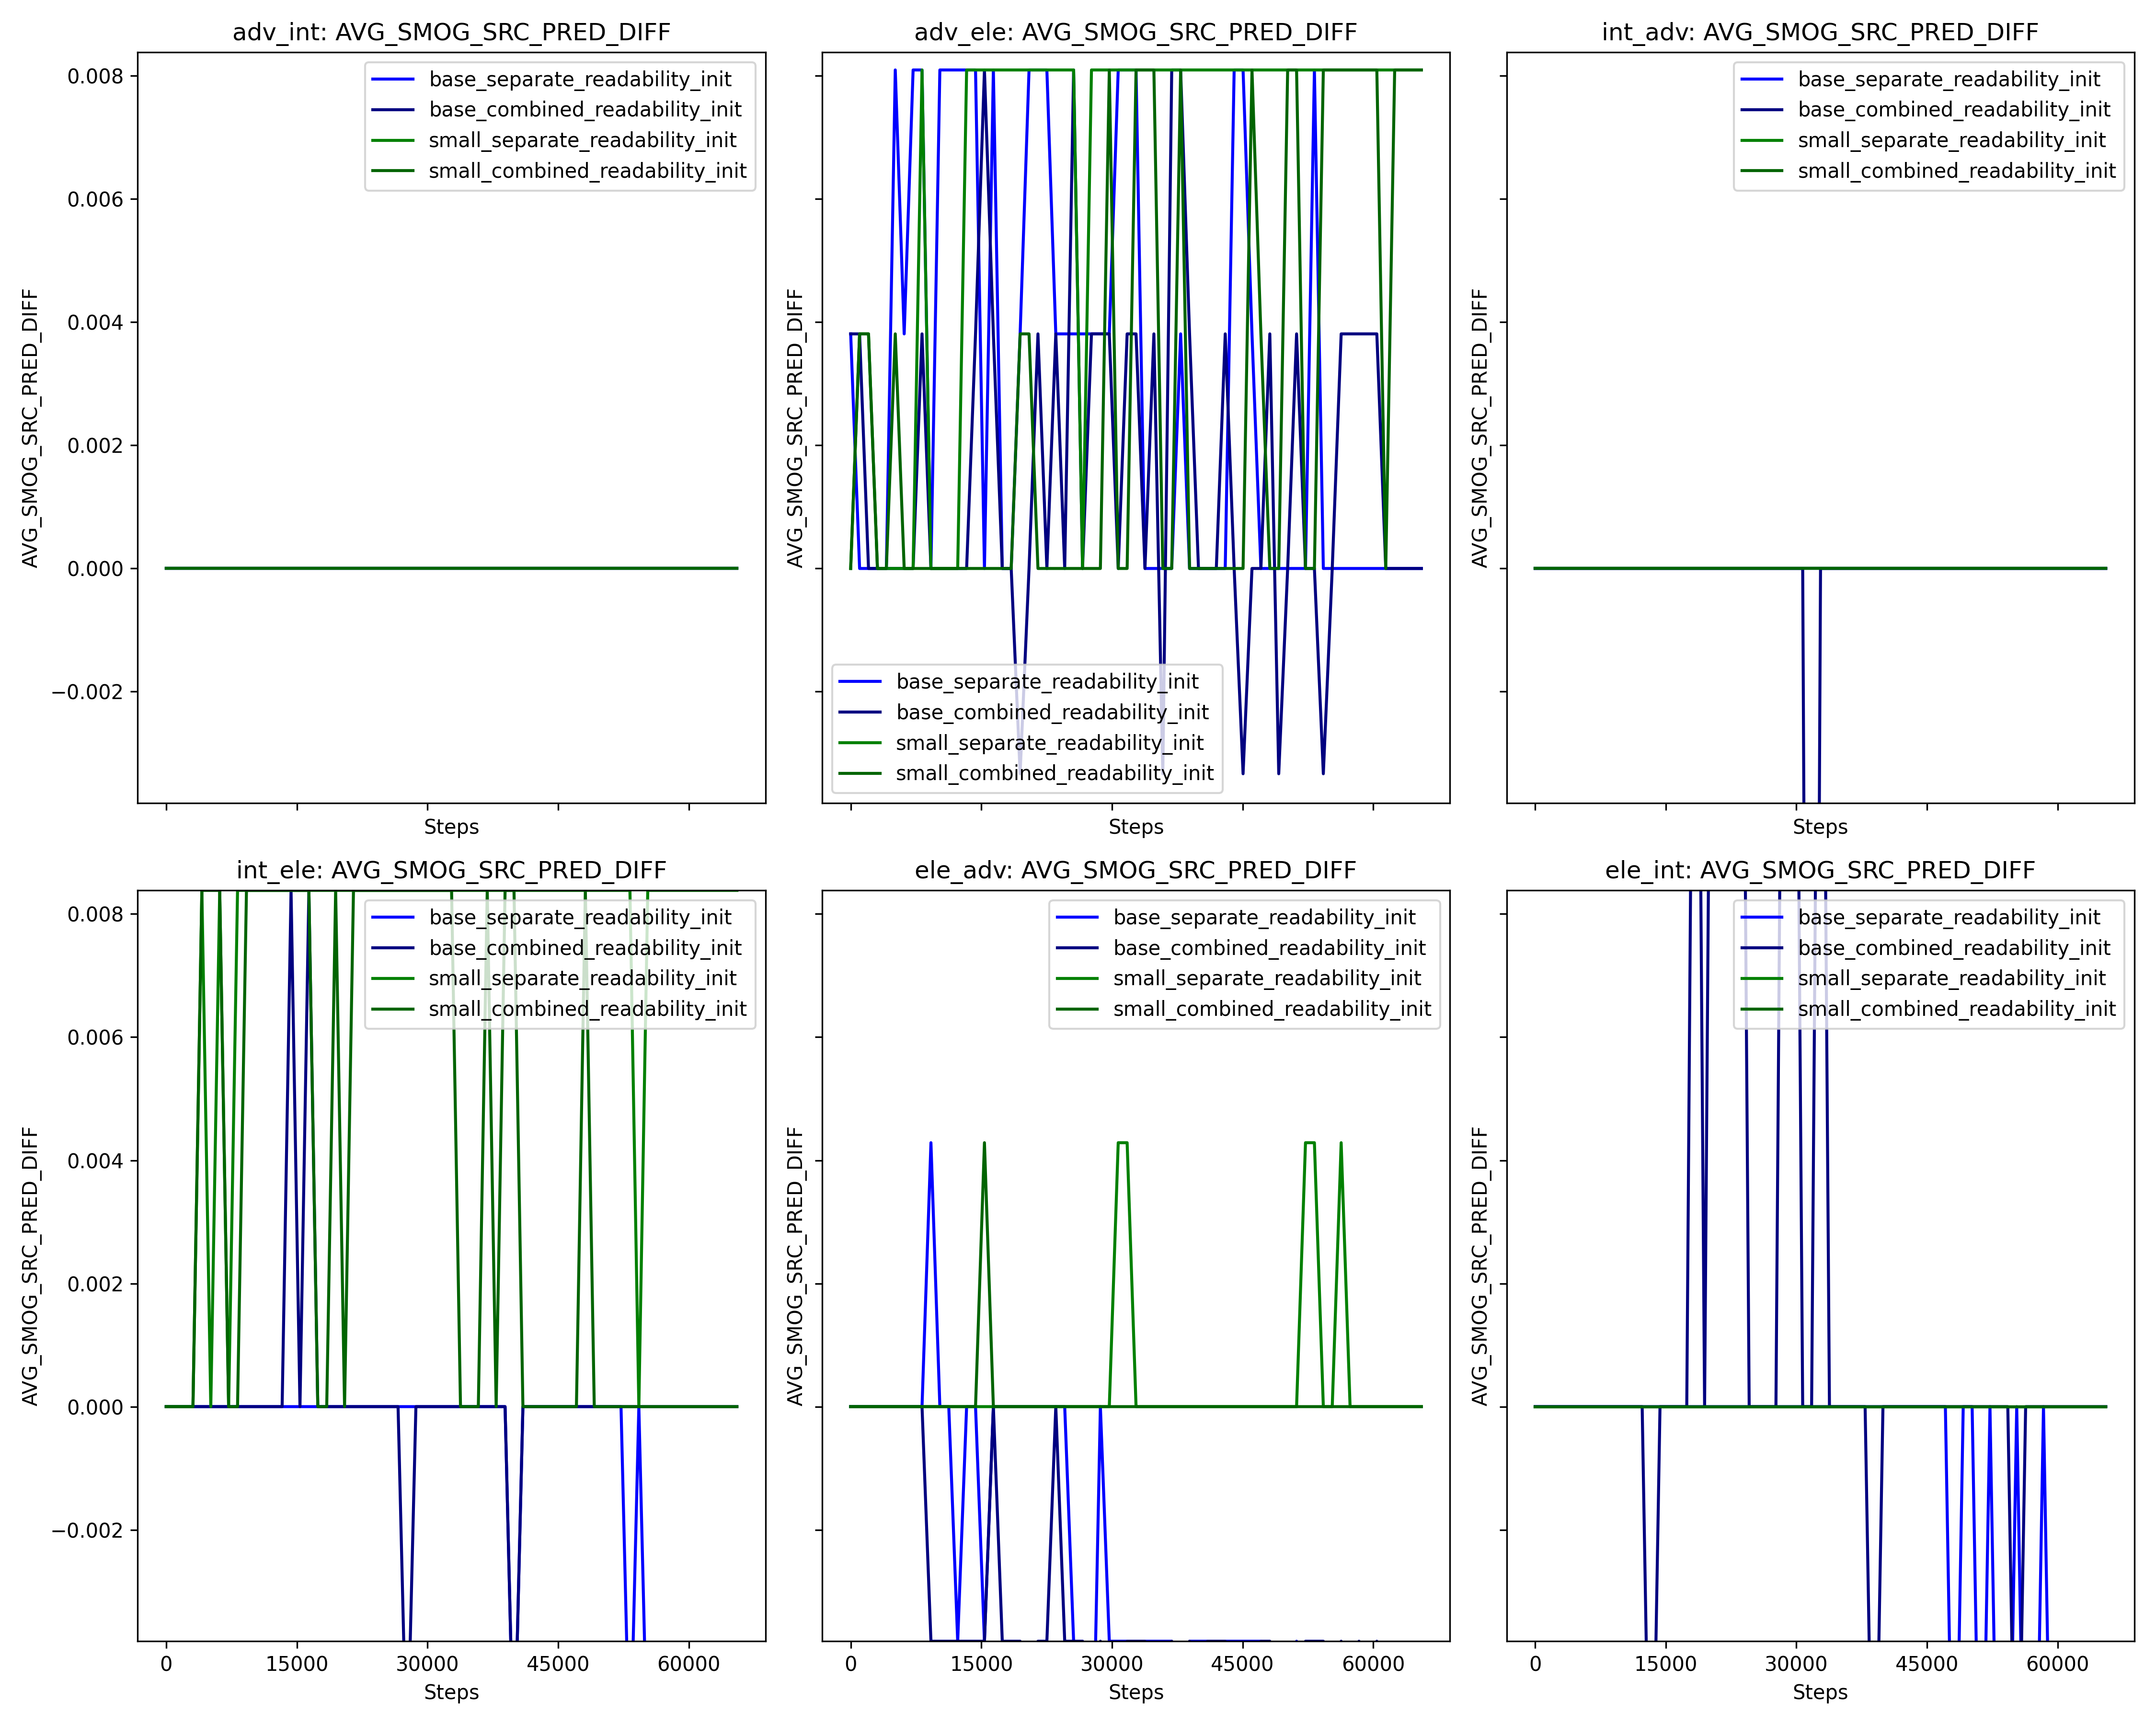 adv_int: AVG_SMOG_SRC_PRED_DIFF
AVG_SMOG_SRC_PRED_DIFF
0.008
0.006
0.004
0.002
0.000
−0.002
base_separate_readability_init
base_combined_readability_init
small_separate_readability_init
small_combined_readability_init
Steps
adv_ele: AVG_SMOG_SRC_PRED_DIFF
AVG_SMOG_SRC_PRED_DIFF
base_separate_readability_init
base_combined_readability_init
small_separate_readability_init
small_combined_readability_init
Steps
int_adv: AVG_SMOG_SRC_PRED_DIFF
AVG_SMOG_SRC_PRED_DIFF
base_separate_readability_init
base_combined_readability_init
small_separate_readability_init
small_combined_readability_init
Steps
int_ele: AVG_SMOG_SRC_PRED_DIFF
AVG_SMOG_SRC_PRED_DIFF
0.008
0.006
0.004
0.002
0.000
−0.002
base_separate_readability_init
base_combined_readability_init
small_separate_readability_init
small_combined_readability_init
0 15000 30000 45000 60000
Steps
ele_adv: AVG_SMOG_SRC_PRED_DIFF
AVG_SMOG_SRC_PRED_DIFF
base_separate_readability_init
base_combined_readability_init
small_separate_readability_init
small_combined_readability_init
0 15000 30000 45000 60000
Steps
ele_int: AVG_SMOG_SRC_PRED_DIFF
AVG_SMOG_SRC_PRED_DIFF
base_separate_readability_init
base_combined_readability_init
small_separate_readability_init
small_combined_readability_init
0 15000 30000 45000 60000
Steps